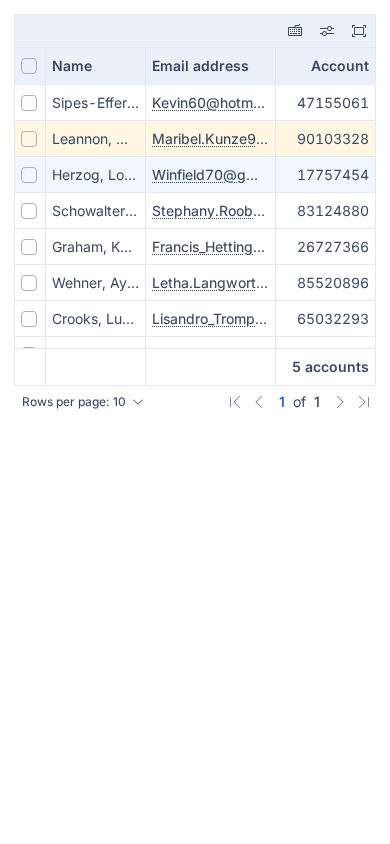 Name Email address Account
Sipes-Effer... Kevin60@hotm... 47155061
Leannon, ... Maribel.Kunze9... 90103328
Herzog, Lo... Winfield70@g... 17757454
Schowalter... Stephany.Roob... 83124880
Graham, K... Francis_Hetting... 26727366
Wehner, Ay... Letha.Langwort... 85520896
Crooks, Lu... Lisandro_Tromp... 65032293
5 accounts
Rows per page: 10 1 of 1